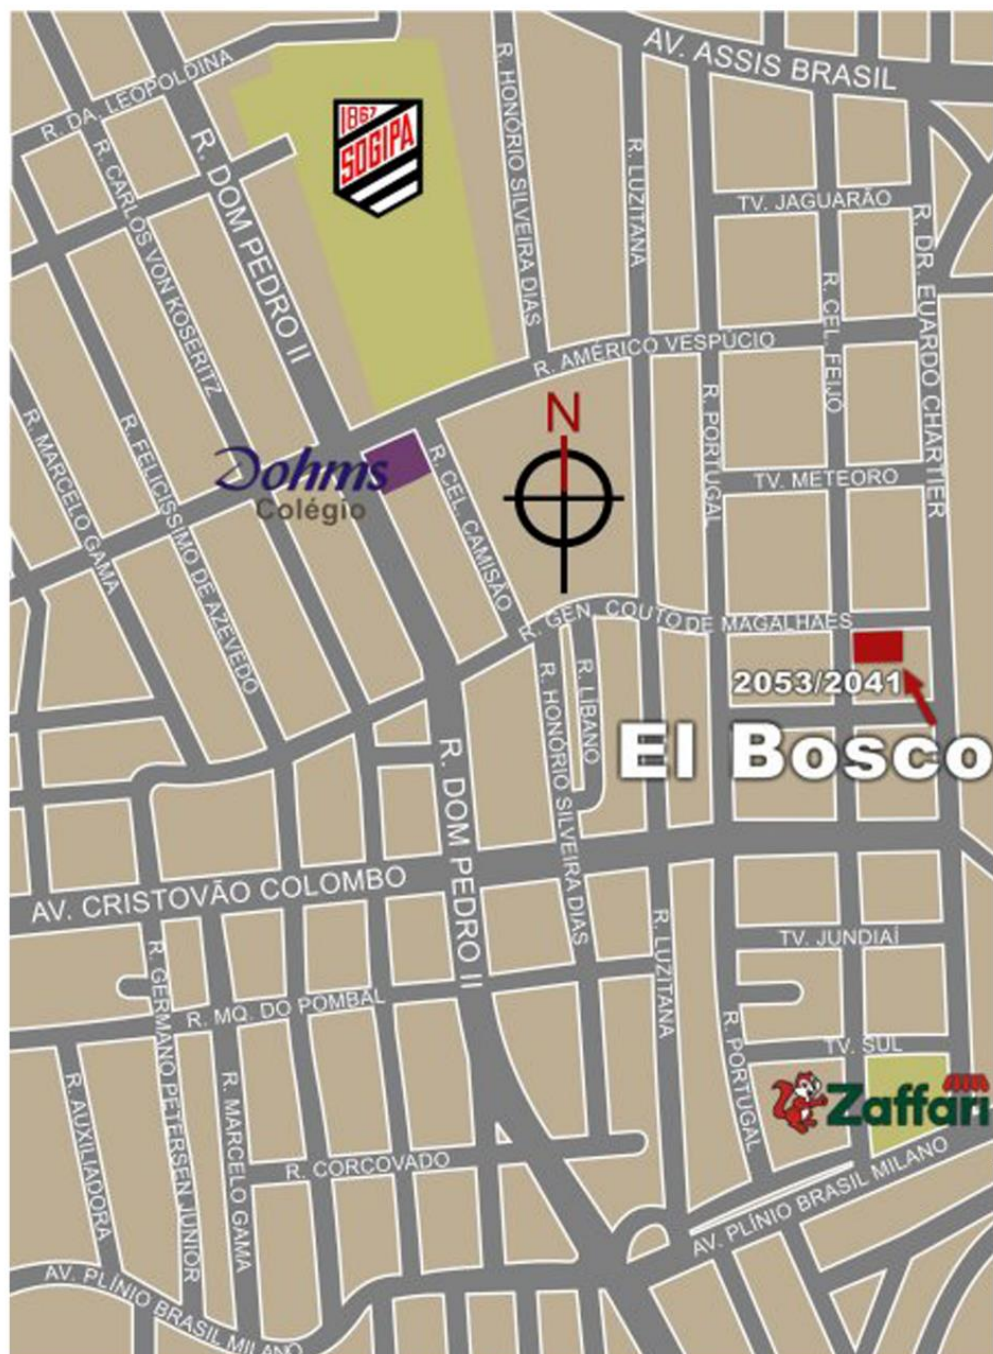 AV. ASSIS BRASIL
R. DA. LEOPOLDINA
R. HONÓRIO SILVEIRA DIAS
1867
SOGIPA
R. CARLOS VON KOSERITZ
R. DOM PEDRO II
R. LUZITANA
TV. JAGUARÃO
R. DR. EUARDO CHARTIER
R. CEL. FEIJÓ
R. AMÉRICO VESPÚCIO
N
R. PORTUGAL
R. MARCELO GAMA
R. FELICÍSSIMO DE AZEVEDO
Dohms
Colégio
R. CEL. CAMISÃO
TV. METEORO
R. GEN. COUTO DE MAGALHAES
2053/2041
El Bosco
R. HONÓRIO SILVEIRA DIAS
R. LÍBANO
R. DOM PEDRO II
AV. CRISTOVÃO COLOMBO
R. LUZITANA
TV. JUNDIAÍ
R. GERMANO PETERSEN JUNIOR
R. MQ. DO POMBAL
R. PORTUGAL
TV. SUL
Zaffari
R. AUXILIADORA
R. MARCELO GAMA
R. CORCOVADO
AV. PLÍNIO BRASIL MILANO
AV. PLÍNIO BRASIL MILANO